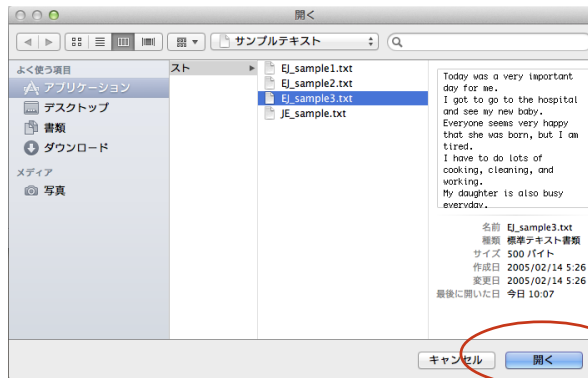 開く
サンプルテキスト
よく使う項目
アプリケーション
デスクトップ
書類
ダウンロード
メディア
写真
スト
EJ_sample1.txt
EJ_sample2.txt
EJ_sample3.txt
JE_sample.txt
Today was a very important
day for me.
I got to go to the hospital
and see my new baby.
Everyone seems very happy
that she was born, but I am
tired.
I have to do lots of
cooking, cleaning, and
working.
My daughter is also busy
everyday.
名前 EJ_sample3.txt
種類 標準テキスト書類
サイズ 500 バイト
作成日 2005/02/14 5:26
変更日 2005/02/14 5:26
最後に開いた日 今日 10:07
キャンセル
開く